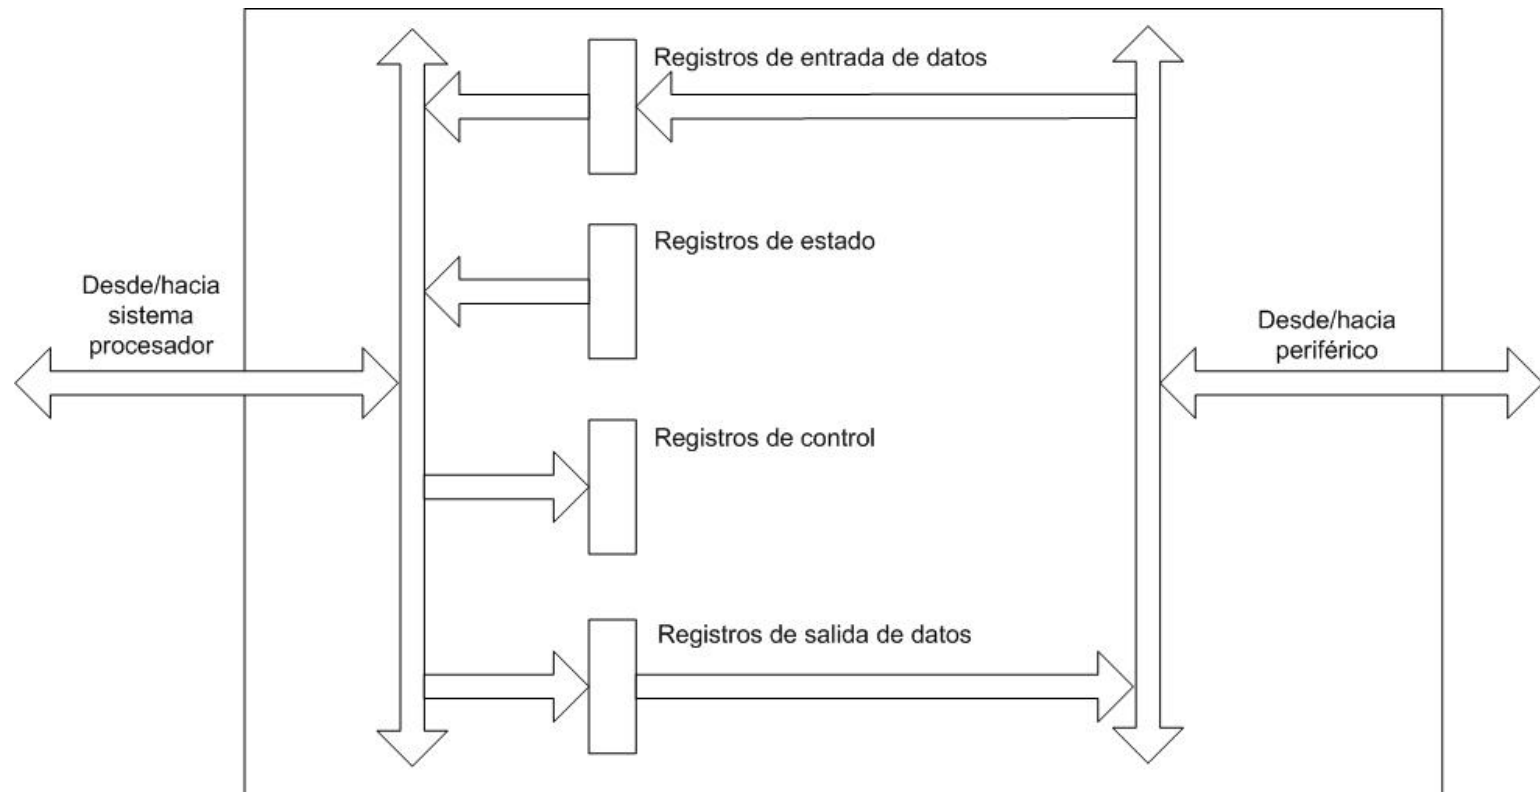 Registros de entrada de datos
Registros de estado
Desde/hacia
sistema
procesador
Desde/hacia
periférico
Registros de control
Registros de salida de datos